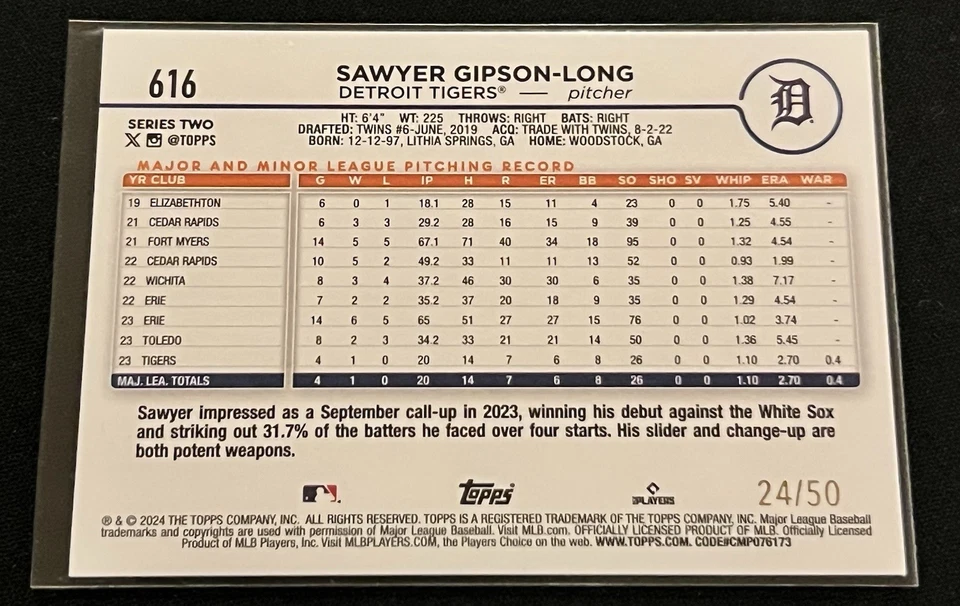 616
SAWYER GIPSON-LONG
DETROIT TIGERS® — pitcher
D
SERIES TWO
X @TOPPS
HT: 6'4" WT: 225 THROWS: RIGHT BATS: RIGHT
DRAFTED: TWINS #6-JUNE, 2019 ACQ: TRADE WITH TWINS, 8-2-22
BORN: 12-12-97, LITHIA SPRINGS, GA HOME: WOODSTOCK, GA
MAJOR AND MINOR LEAGUE PITCHING RECORD
YR CLUB G W L IP H R ER BB SO SHO SV WHIP ERA WAR
19 ELIZABETHTON 6 0 1 18.1 28 15 11 4 23 0 0 1.75 5.40 -
21 CEDAR RAPIDS 6 3 3 29.2 28 16 15 9 39 0 0 1.25 4.55 -
21 FORT MYERS 14 5 5 67.1 71 40 34 18 95 0 0 1.32 4.54 -
22 CEDAR RAPIDS 10 5 2 49.2 33 11 11 13 52 0 0 0.93 1.99 -
22 WICHITA 8 3 4 37.2 46 30 30 6 35 0 0 1.38 7.17 -
22 ERIE 7 2 2 35.2 37 20 18 9 35 0 0 1.29 4.54 -
23 ERIE 14 6 5 65 51 27 27 15 76 0 0 1.02 3.74 -
23 TOLEDO 8 2 3 34.2 33 21 21 14 50 0 0 1.36 5.45 -
23 TIGERS 4 1 0 20 14 7 6 8 26 0 0 1.10 2.70 0.4
MAJ. LEA. TOTALS 4 1 0 20 14 7 6 8 26 0 0 1.10 2.70 0.4
Sawyer impressed as a September call-up in 2023, winning his debut against the White Sox
and striking out 31.7% of the batters he faced over four starts. His slider and change-up are
both potent weapons.
Topps
PLAYERS
24/50
® & © 2024 THE TOPPS COMPANY, INC. ALL RIGHTS RESERVED. TOPPS IS A REGISTERED TRADEMARK OF THE TOPPS COMPANY, INC. Major League Baseball
trademarks and copyrights are used with permission of Major League Baseball. Visit MLB.com. OFFICIALLY LICENSED PRODUCT OF MLB. Officially Licensed
Product of MLB Players, Inc. Visit MLBPLAYERS.COM, the Players Choice on the web. WWW.TOPPS.COM. CODE#CMP076173